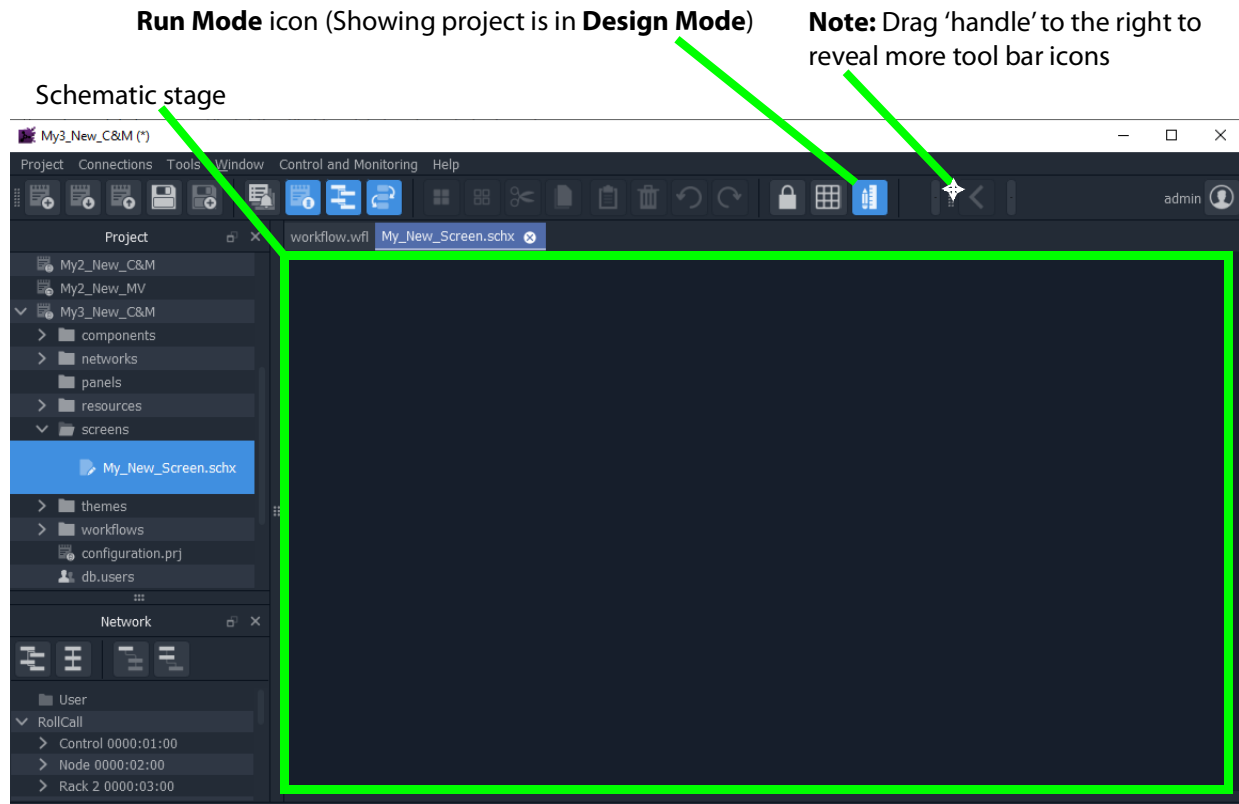 Run Mode icon (Showing project is in Design Mode)
Note: Drag ‘handle’ to the right to
reveal more tool bar icons
Schematic stage
My3_New_C&M (*)
Project Connections Tools Window Control and Monitoring Help
admin
Project
workflow.wfl My_New_Screen.schx
My2_New_C&M
My2_New_MV
My3_New_C&M
components
networks
panels
resources
screens
My_New_Screen.schx
themes
workflows
configuration.prj
db.users
Network
User
RollCall
Control 0000:01:00
Node 0000:02:00
Rack 2 0000:03:00